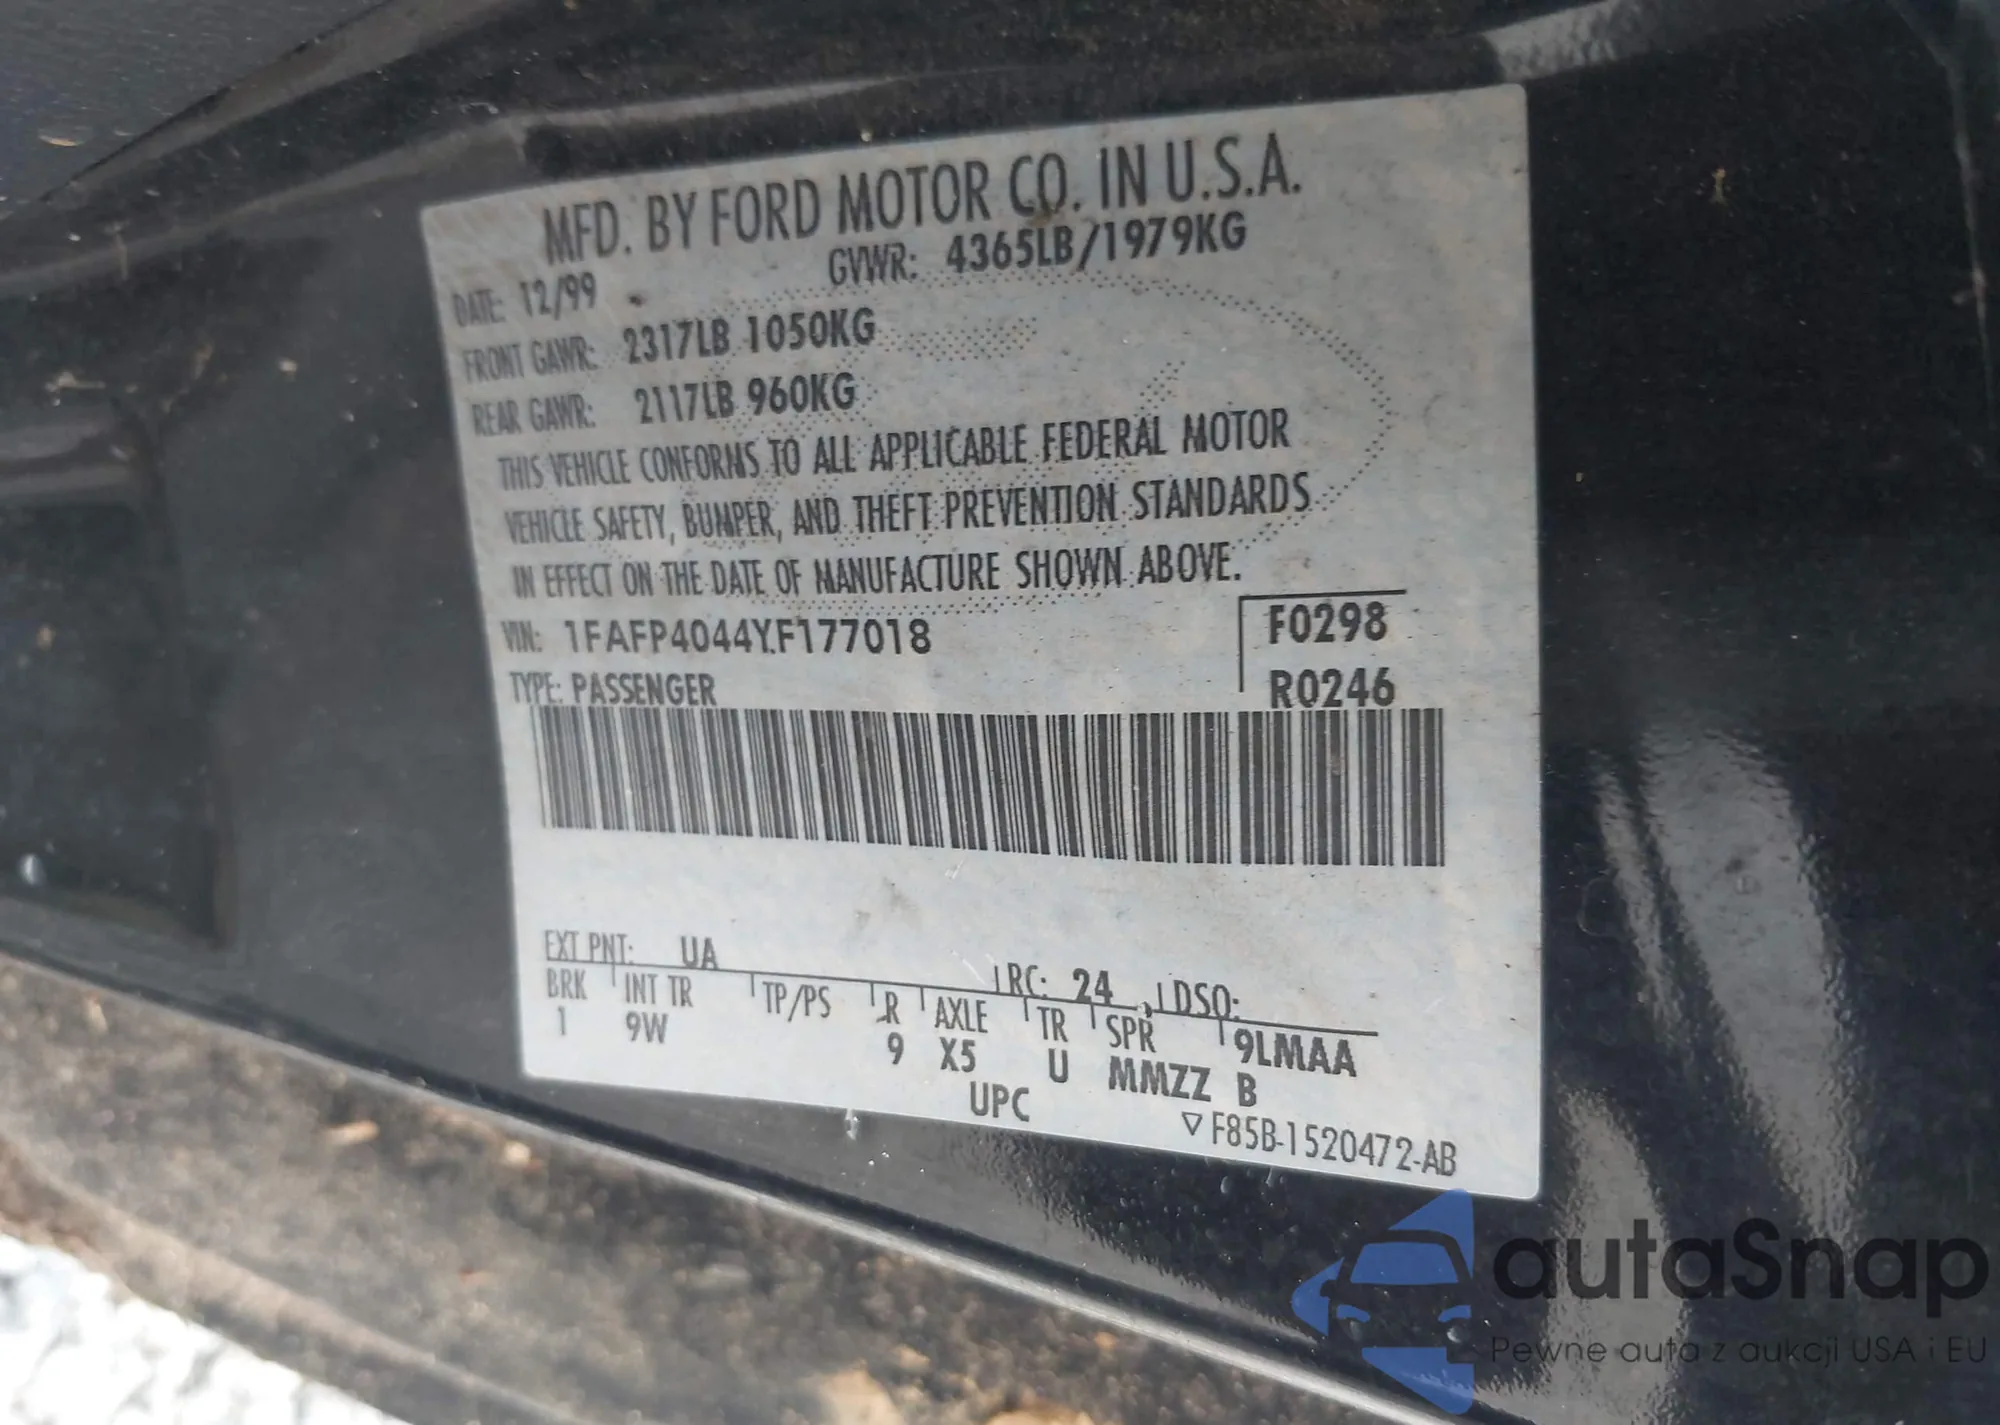 MFD. BY FORD MOTOR CO. IN U.S.A.
DATE: 12/99 GVWR: 4365LB/1979KG
FRONT GAWR: 2317LB 1050KG
REAR GAWR: 2117LB 960KG
THIS VEHICLE CONFORMS TO ALL APPLICABLE FEDERAL MOTOR
VEHICLE SAFETY, BUMPER, AND THEFT PREVENTION STANDARDS
IN EFFECT ON THE DATE OF MANUFACTURE SHOWN ABOVE.
VIN: 1FAFP4044YF177018 F0298
TYPE: PASSENGER R0246
EXT PNT: UA RC: 24 DSO:
BRK INT TR TP/PS R AXLE TR SPR 9LMAA
1 9W 9 X5 U MMZZ B
UPC ▽F85B-1520472-AB
autaSnap
Pewne auta z aukcji USA i EU